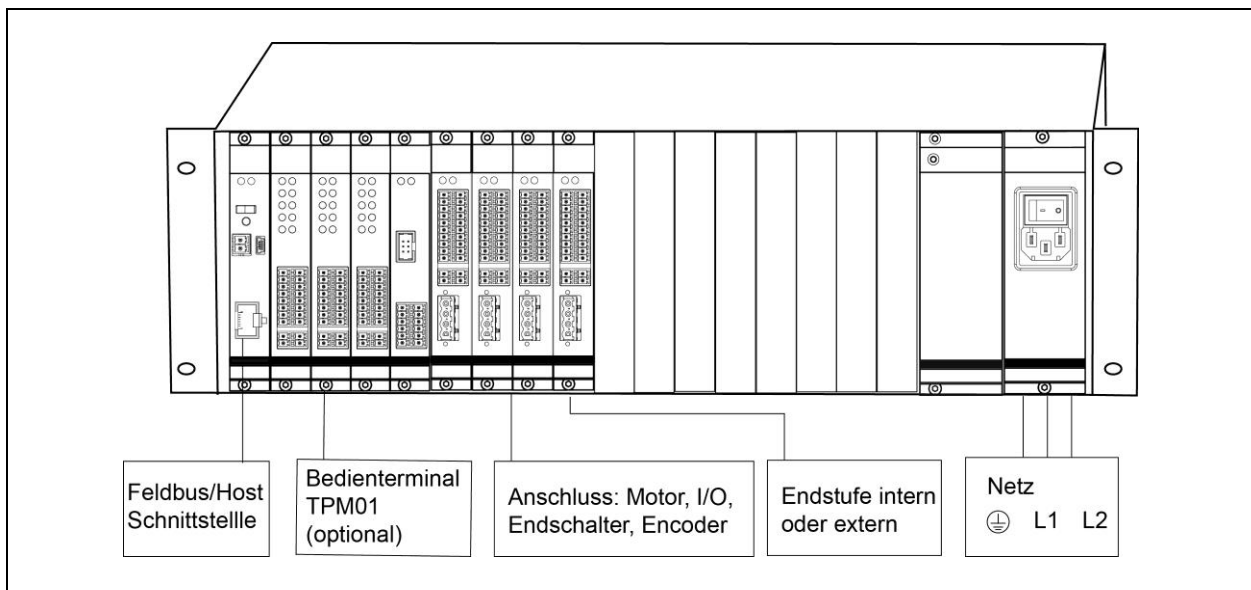 Feldbus/Host
Schnittstellle
Bedienterminal
TPM01
(optional)
Anschluss: Motor, I/O,
Endschalter, Encoder
Endstufe intern
oder extern
Netz
L1 L2